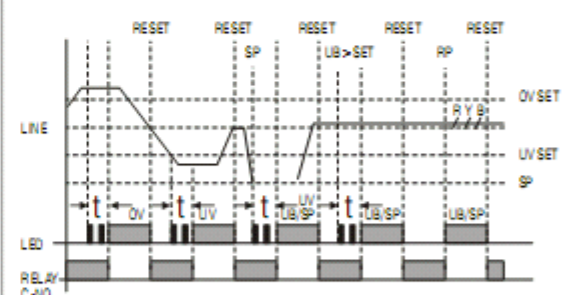 RESET RESET RESET RESET RESET
SP UB>SET RP
OV SET
R Y B
LINE
UV SET
SP
t OV t UV t UV UB/SP t UB/SP UB/SP
LED
RELAY
C-NO